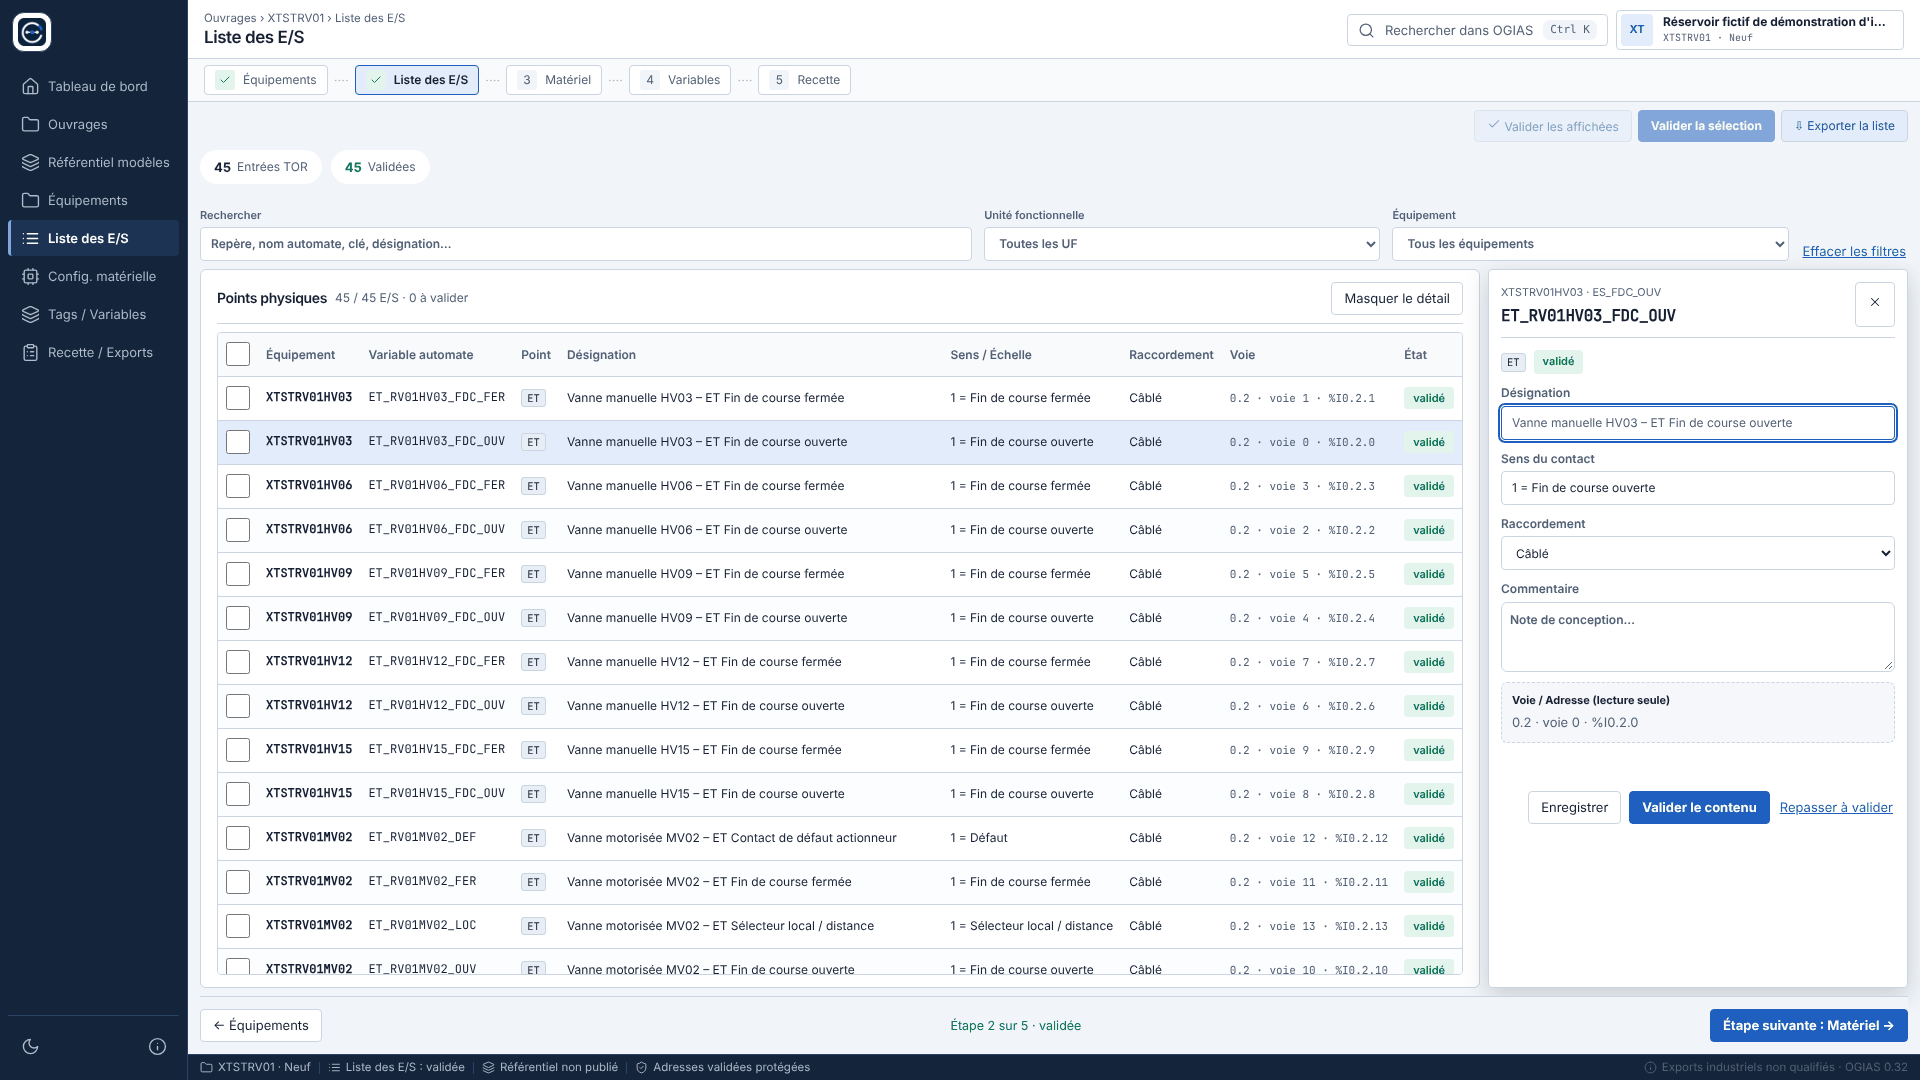 Ouvrages › XTSTRV01 › Liste des E/S
Liste des E/S
Rechercher dans OGIAS Ctrl K
XT Réservoir fictif de démonstration d'i...
XTSTRV01 · Neuf
Tableau de bord
Ouvrages
Référentiel modèles
Équipements
Liste des E/S
Config. matérielle
Tags / Variables
Recette / Exports
Équipements
Liste des E/S
3 Matériel
4 Variables
5 Recette
Valider les affichées
Valider la sélection
Exporter la liste
45 Entrées TOR
45 Validées
Rechercher
Repère, nom automate, clé, désignation...
Unité fonctionnelle
Toutes les UF
Équipement
Tous les équipements
Effacer les filtres
Points physiques 45 / 45 E/S · 0 à valider
Masquer le détail
Équipement Variable automate Point Désignation Sens / Échelle Raccordement Voie État
XTSTRV01HV03 ET_RV01HV03_FDC_FER ET Vanne manuelle HV03 – ET Fin de course fermée 1 = Fin de course fermée Câblé 0.2 · voie 1 · %I0.2.1 validé
XTSTRV01HV03 ET_RV01HV03_FDC_OUV ET Vanne manuelle HV03 – ET Fin de course ouverte 1 = Fin de course ouverte Câblé 0.2 · voie 0 · %I0.2.0 validé
XTSTRV01HV06 ET_RV01HV06_FDC_FER ET Vanne manuelle HV06 – ET Fin de course fermée 1 = Fin de course fermée Câblé 0.2 · voie 3 · %I0.2.3 validé
XTSTRV01HV06 ET_RV01HV06_FDC_OUV ET Vanne manuelle HV06 – ET Fin de course ouverte 1 = Fin de course ouverte Câblé 0.2 · voie 2 · %I0.2.2 validé
XTSTRV01HV09 ET_RV01HV09_FDC_FER ET Vanne manuelle HV09 – ET Fin de course fermée 1 = Fin de course fermée Câblé 0.2 · voie 5 · %I0.2.5 validé
XTSTRV01HV09 ET_RV01HV09_FDC_OUV ET Vanne manuelle HV09 – ET Fin de course ouverte 1 = Fin de course ouverte Câblé 0.2 · voie 4 · %I0.2.4 validé
XTSTRV01HV12 ET_RV01HV12_FDC_FER ET Vanne manuelle HV12 – ET Fin de course fermée 1 = Fin de course fermée Câblé 0.2 · voie 7 · %I0.2.7 validé
XTSTRV01HV12 ET_RV01HV12_FDC_OUV ET Vanne manuelle HV12 – ET Fin de course ouverte 1 = Fin de course ouverte Câblé 0.2 · voie 6 · %I0.2.6 validé
XTSTRV01HV15 ET_RV01HV15_FDC_FER ET Vanne manuelle HV15 – ET Fin de course fermée 1 = Fin de course fermée Câblé 0.2 · voie 9 · %I0.2.9 validé
XTSTRV01HV15 ET_RV01HV15_FDC_OUV ET Vanne manuelle HV15 – ET Fin de course ouverte 1 = Fin de course ouverte Câblé 0.2 · voie 8 · %I0.2.8 validé
XTSTRV01MV02 ET_RV01MV02_DEF ET Vanne motorisée MV02 – ET Contact de défaut actionneur 1 = Défaut Câblé 0.2 · voie 12 · %I0.2.12 validé
XTSTRV01MV02 ET_RV01MV02_FER ET Vanne motorisée MV02 – ET Fin de course fermée 1 = Fin de course fermée Câblé 0.2 · voie 11 · %I0.2.11 validé
XTSTRV01MV02 ET_RV01MV02_LOC ET Vanne motorisée MV02 – ET Sélecteur local / distance 1 = Sélecteur local / distance Câblé 0.2 · voie 13 · %I0.2.13 validé
XTSTRV01MV02 ET_RV01MV02_OUV ET Vanne motorisée MV02 – ET Fin de course ouverte 1 = Fin de course ouverte Câblé 0.2 · voie 10 · %I0.2.10 validé
XTSTRV01HV03 · ES_FDC_OUV
ET_RV01HV03_FDC_OUV
ET validé
Désignation
Vanne manuelle HV03 – ET Fin de course ouverte
Sens du contact
1 = Fin de course ouverte
Raccordement
Câblé
Commentaire
Note de conception...
Voie / Adresse (lecture seule)
0.2 · voie 0 · %I0.2.0
Enregistrer
Valider le contenu
Repasser à valider
← Équipements
Étape 2 sur 5 · validée
Étape suivante : Matériel →
XTSTRV01 · Neuf
Liste des E/S : validée
Référentiel non publié
Adresses validées protégées
Exports industriels non qualifiés · OGIAS 0.32